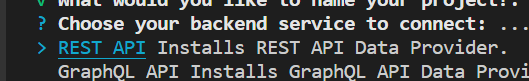 √ What would you like to name your project?:
? Choose your backend service to connect: ...
> REST API Installs REST API Data Provider.
GraphQL API Installs GraphQL API Data Prov